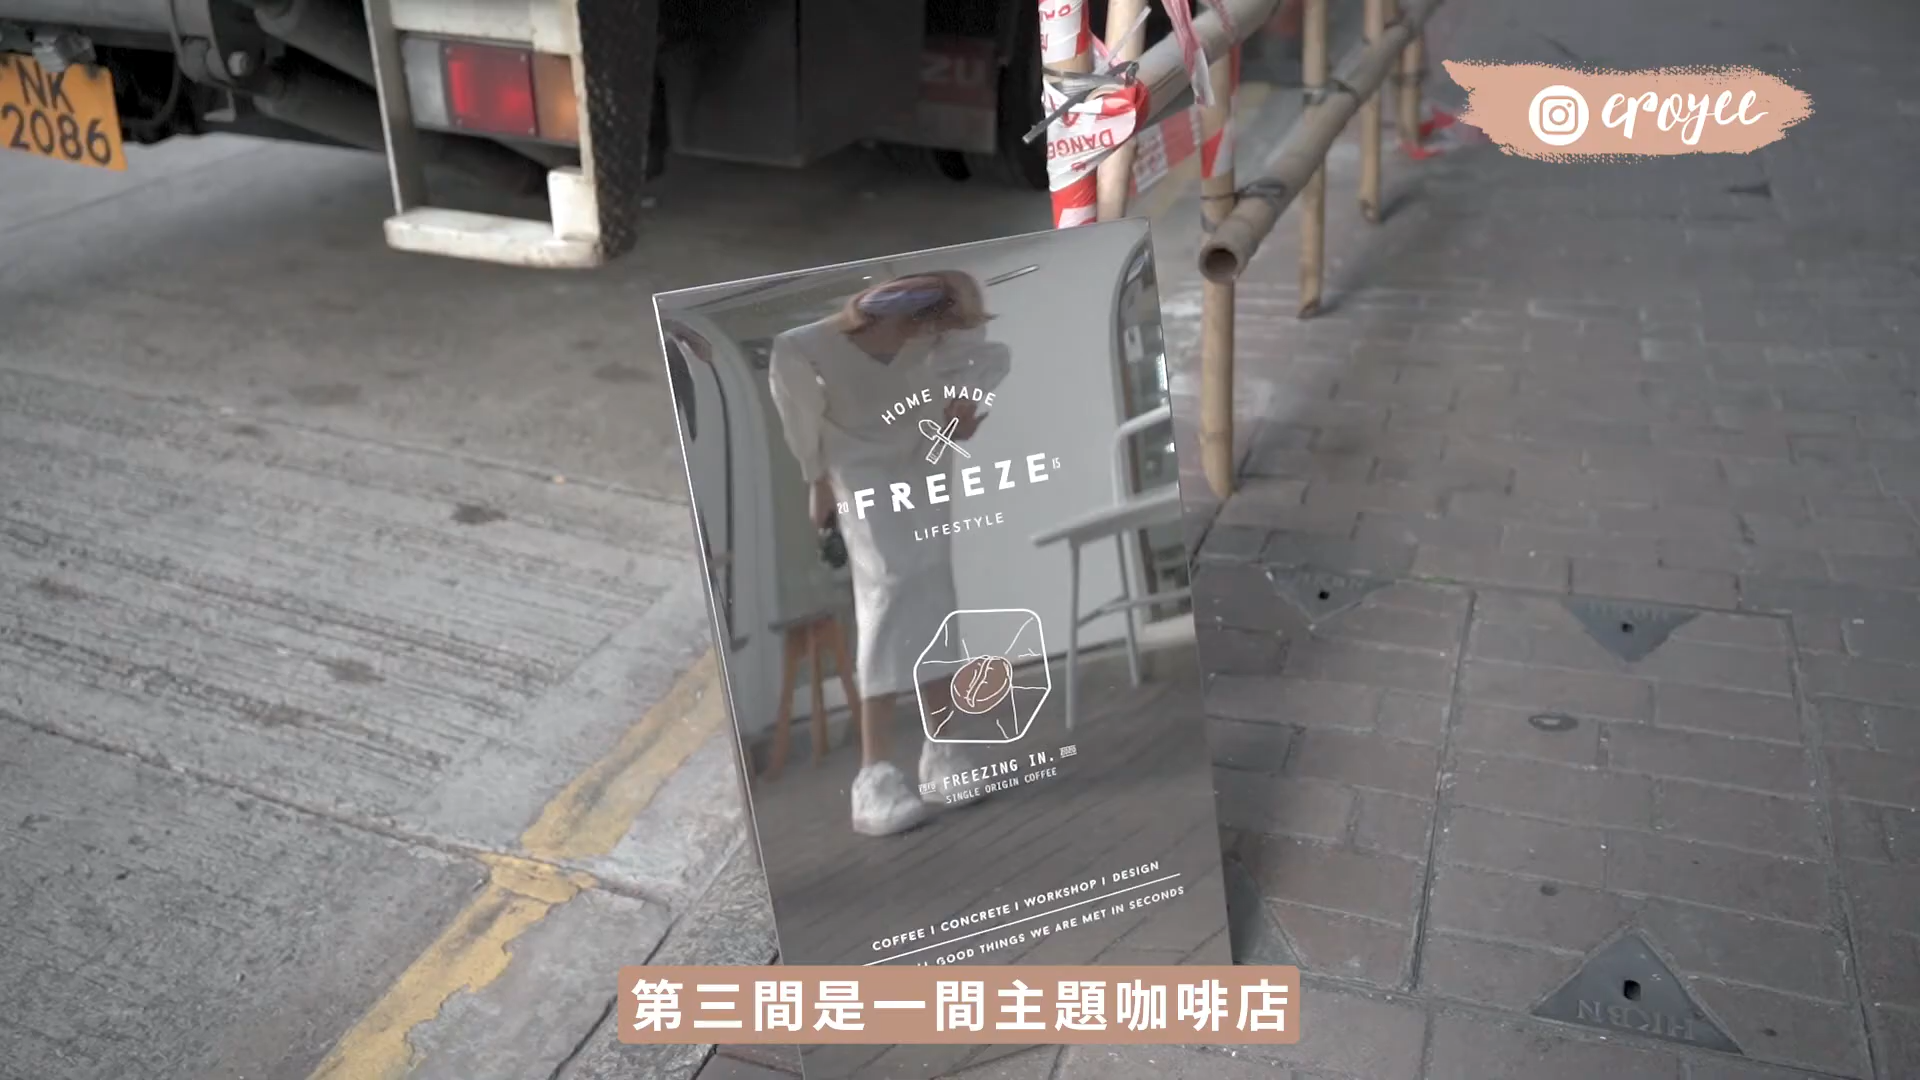 NK
2086
DANGE
eroyee
HOME MADE
20 FREEZE 15
LIFESTYLE
FREEZING IN.
SINGLE ORIGIN COFFEE
COFFEE | CONCRETE | WORKSHOP | DESIGN
GOOD THINGS WE ARE MET IN SECONDS
HKBN
第三間是一間主題咖啡店